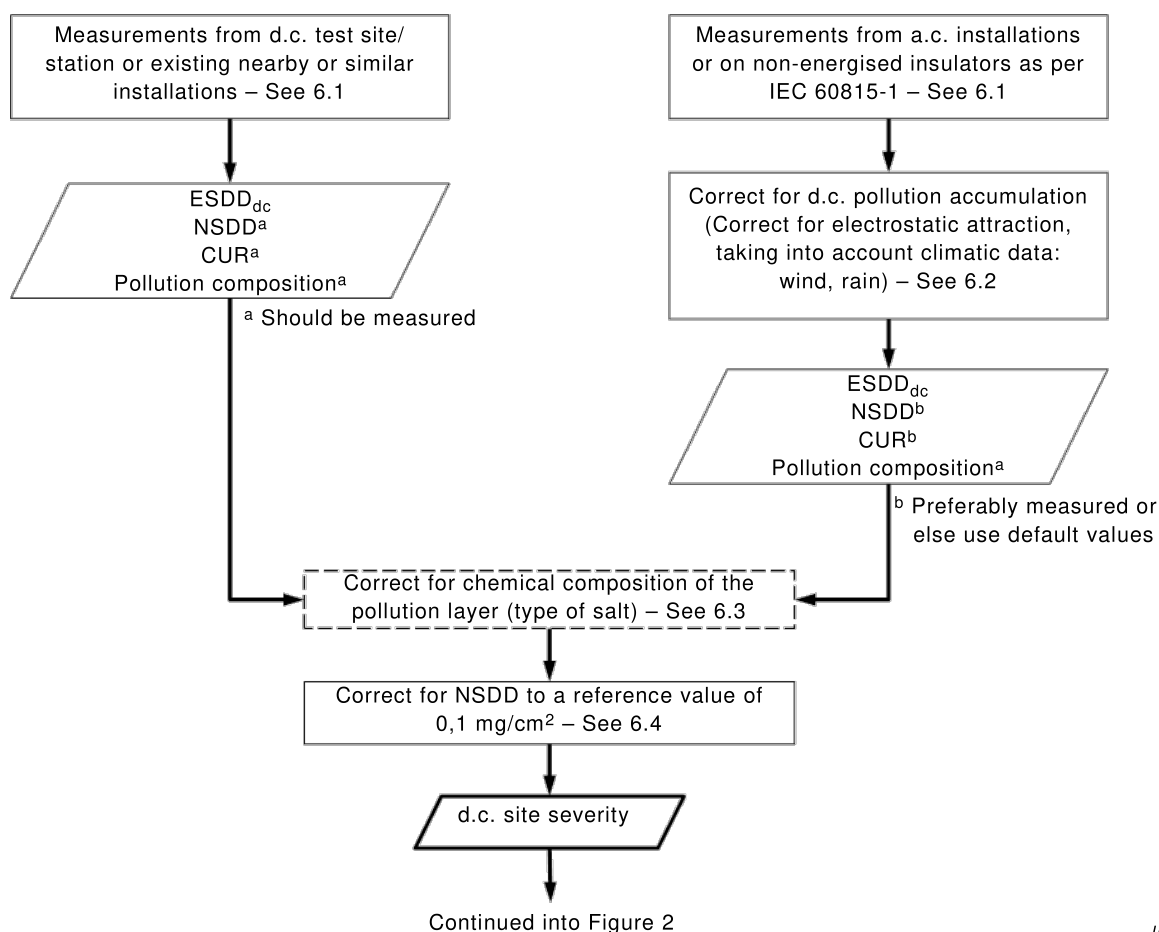 Measurements from d.c. test site/
station or existing nearby or similar
installations – See 6.1
Measurements from a.c. installations
or on non-energised insulators as per
IEC 60815-1 – See 6.1
ESDDdc
NSDDa
CURa
Pollution compositiona
a Should be measured
Correct for d.c. pollution accumulation
(Correct for electrostatic attraction,
taking into account climatic data:
wind, rain) – See 6.2
ESDDdc
NSDDb
CURb
Pollution compositiona
b Preferably measured or
else use default values
Correct for chemical composition of the
pollution layer (type of salt) – See 6.3
Correct for NSDD to a reference value of
0,1 mg/cm2 – See 6.4
d.c. site severity
Continued into Figure 2